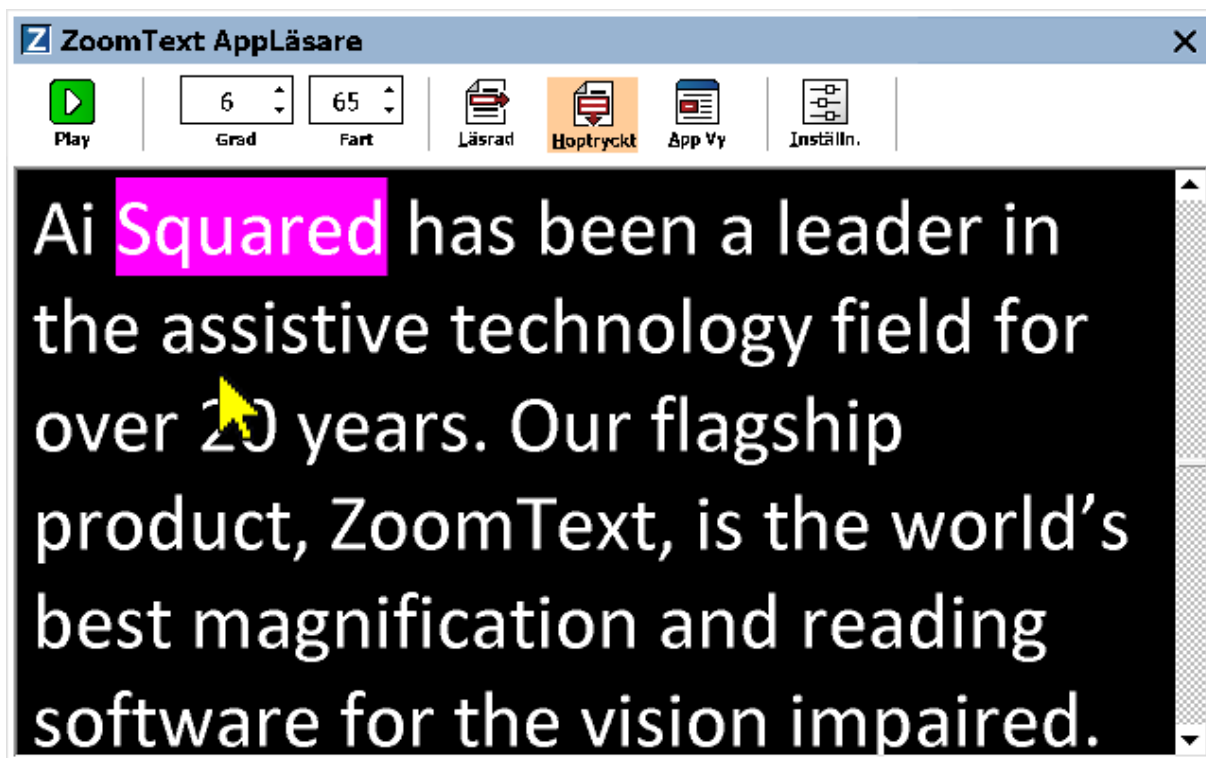 Z ZoomText AppLäsare
6 65
Play Grad Fart Läsrad Hoptryckt App Vy Inställn.
Ai Squared has been a leader in
the assistive technology field for
over 20 years. Our flagship
product, ZoomText, is the world’s
best magnification and reading
software for the vision impaired.